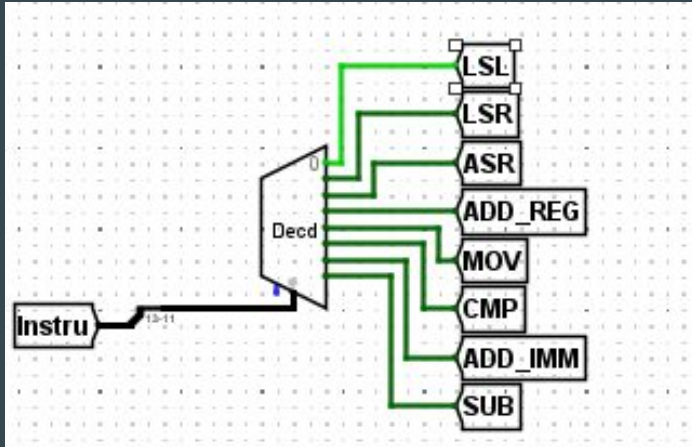 LSL
LSR
ASR
0
ADD_REG
Decd
MOV
CMP
Instru
13-11
ADD_IMM
SUB